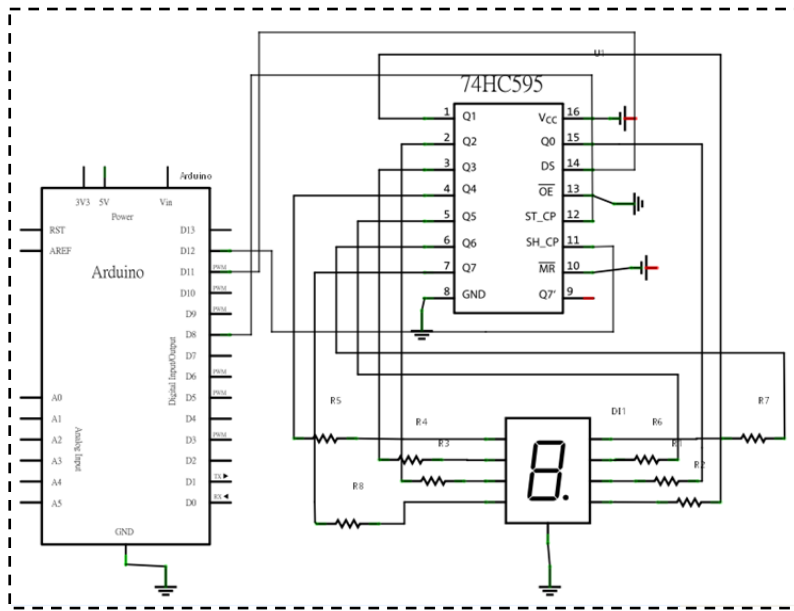 U1
74HC595
1 Q1 VCC 16
2 Q2 Q0 15
3 Q3 DS 14
4 Q4 OE 13
5 Q5 ST_CP 12
6 Q6 SH_CP 11
7 Q7 MR 10
8 GND Q7' 9
Arduino
3V3 5V Vin
Power
RST D13
AREF D12
Arduino
D11 PWM
D10 PWM
D9 PWM
D8
D7
D6 PWM
Digital Input/Output
A0 D5 PWM
A1 D4
A2 D3 PWM
A3 D2
A4 D1 TX ▶
A5 D0 RX ◀
Analog Input
GND
R5
R4
R3
R8
DI1
R6
R1
R2
R7